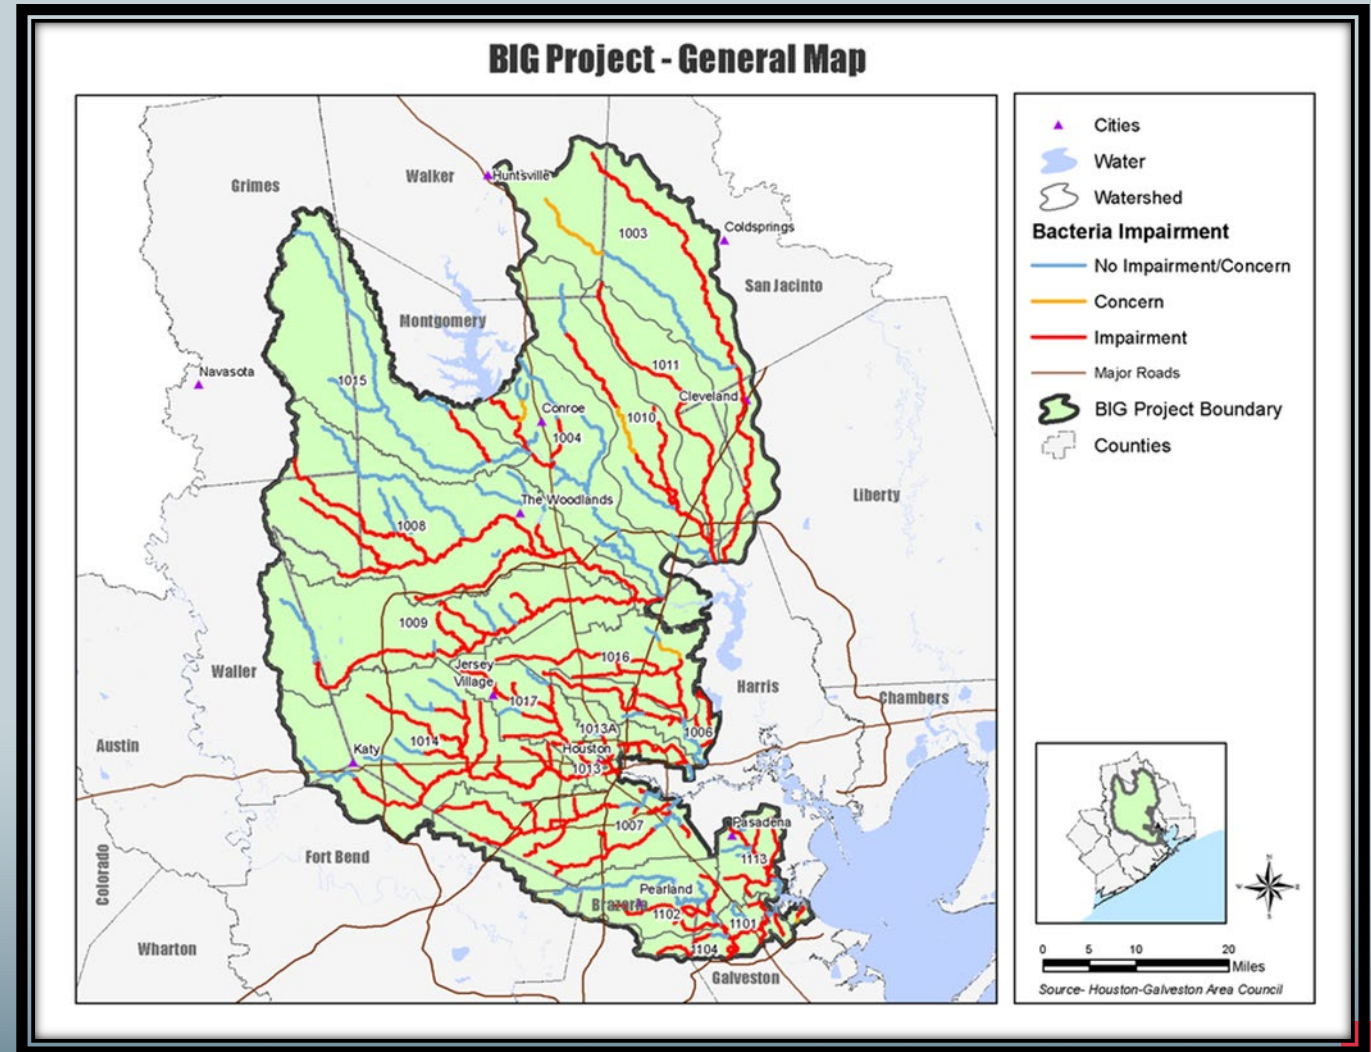 BIG Project - General Map
Grimes
Walker
Huntsville
1003
Coldsprings
San Jacinto
Montgomery
Navasota
1015
1011
Cleveland
Conroe
1010
1004
Liberty
The Woodlands
1008
1009
Waller
Jersey
Village
1016
Harris
Chambers
1017
1013A
1006
Austin
Katy
1014
Houston
1013
Pasadena
1007
1113
Fort Bend
Colorado
Pearland
Brazoria
1102
1101
Wharton
1104
Galveston
Cities
Water
Watershed
Bacteria Impairment
No Impairment/Concern
Concern
Impairment
Major Roads
BIG Project Boundary
Counties
N
W
E
S
0 5 10 20
Miles
Source- Houston-Galveston Area Council